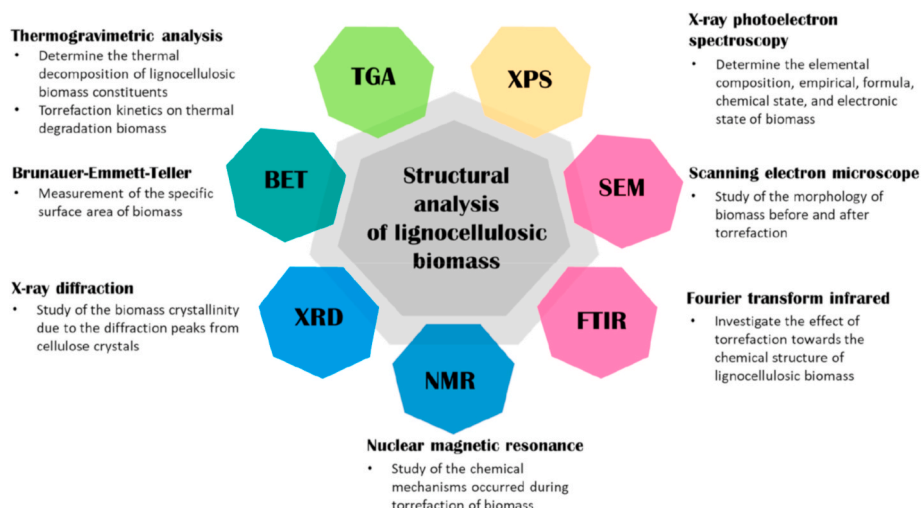 Thermogravimetric analysis
• Determine the thermal
decomposition of lignocellulosic
biomass constituents
• Torrefaction kinetics on thermal
degradation biomass
Brunauer-Emmett-Teller
• Measurement of the specific
surface area of biomass
X-ray diffraction
• Study of the biomass crystallinity
due to the diffraction peaks from
cellulose crystals
TGA
XPS
BET
SEM
XRD
FTIR
NMR
Structural
analysis
of lignocellulosic
biomass
X-ray photoelectron
spectroscopy
• Determine the elemental
composition, empirical, formula,
chemical state, and electronic
state of biomass
Scanning electron microscope
• Study of the morphology of
biomass before and after
torrefaction
Fourier transform infrared
• Investigate the effect of
torrefaction towards the
chemical structure of
lignocellulosic biomass
Nuclear magnetic resonance
• Study of the chemical
mechanisms occurred during
torrefaction of biomass